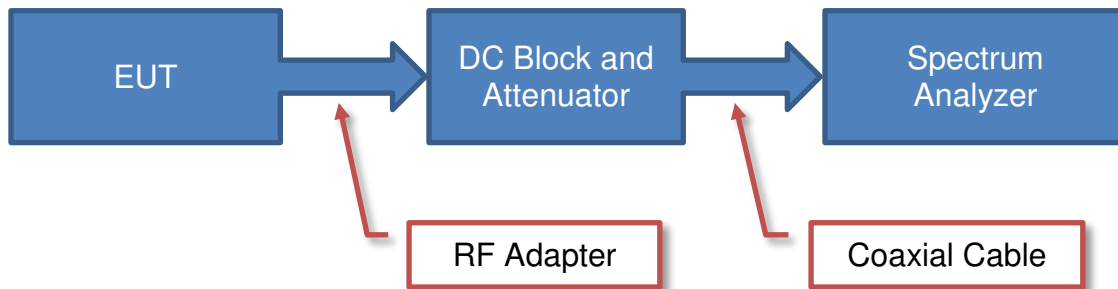 EUT
DC Block and
Attenuator
Spectrum
Analyzer
RF Adapter
Coaxial Cable